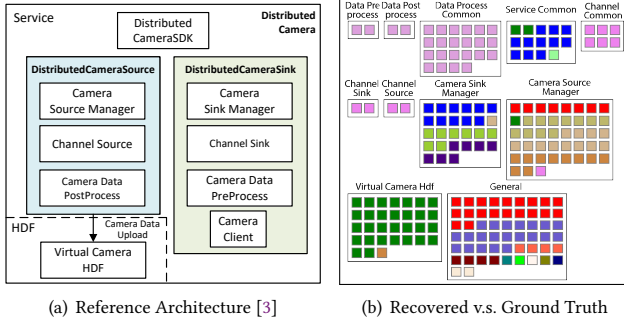 Service
Distributed
Camera
Distributed
CameraSDK
DistributedCameraSource
Camera
Source Manager
Channel Source
Camera Data
PostProcess
DistributedCameraSink
Camera
Sink Manager
Channel Sink
Camera Data
PreProcess
Camera
Client
HDF
Camera Data
Upload
Virtual Camera
HDF
(a) Reference Architecture [3]
Data Pre
process
Data Post
process
Data Process
Common
Service Common
Channel
Common
Channel
Sink
Channel
Source
Camera Sink
Manager
Camera Source
Manager
Virtual Camera Hdf
General
(b) Recovered v.s. Ground Truth